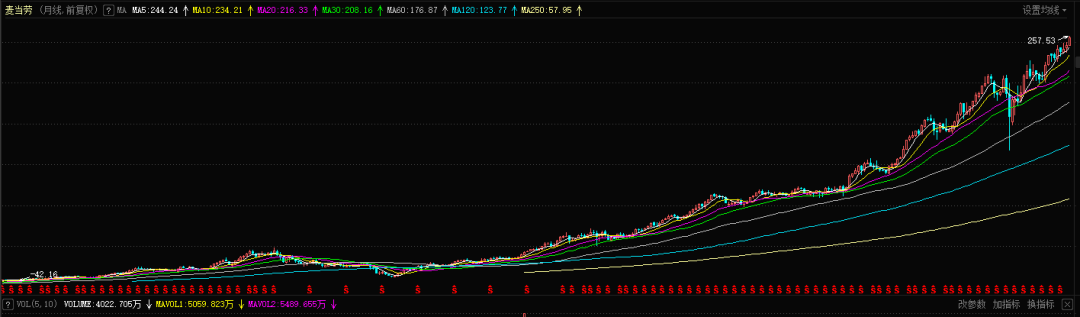 麦当劳 (月线.前复权) ? MA MA5:244.24 ↑ MA10:234.21 ↑ MA20:216.33 ↑ MA30:208.16 ↑ MA60:176.87 ↑ MA120:123.77 ↑ MA250:57.95 ↑ 设置均线
257.53
-42.16
? VOL(5,10) VOLUME:4022.705万 ↓ MAVOL1:5059.823万 ↓ MAVOL2:5489.655万 ↓ 改参数 加指标 换指标